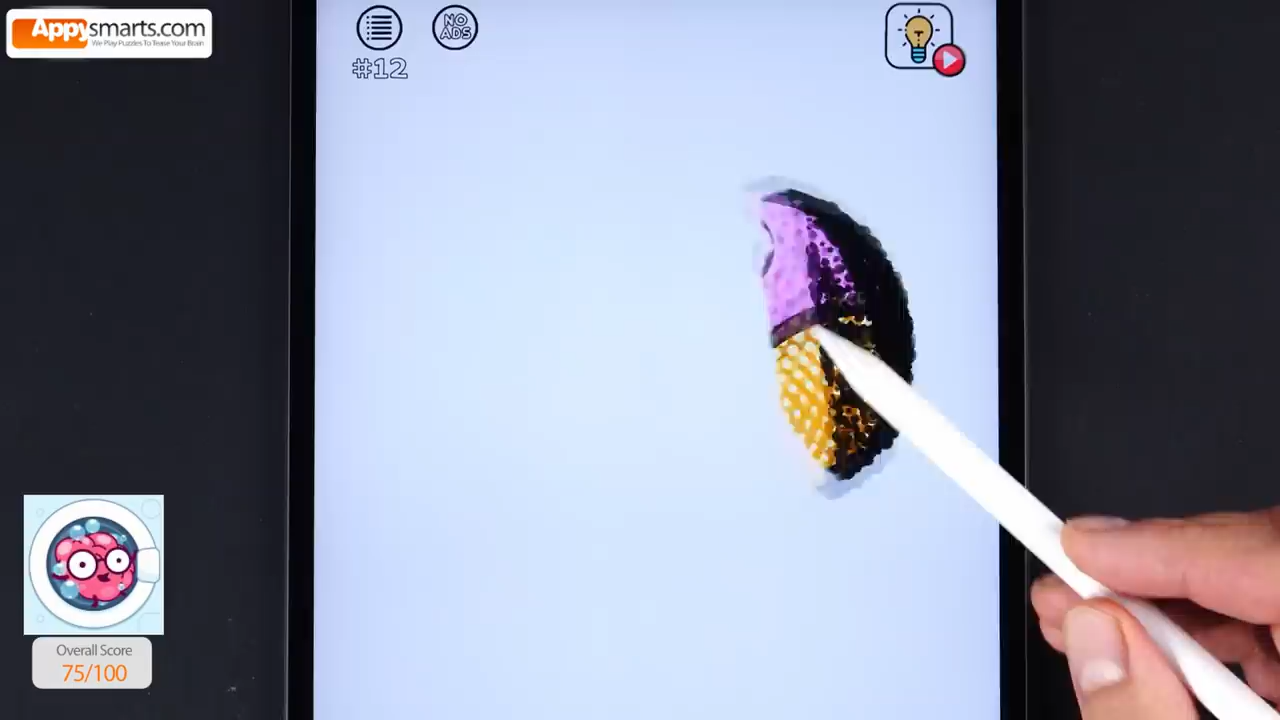 Appysmarts.com
We Play Puzzles To Tease Your Brain
NO
ADS
#12
Overall Score
75/100